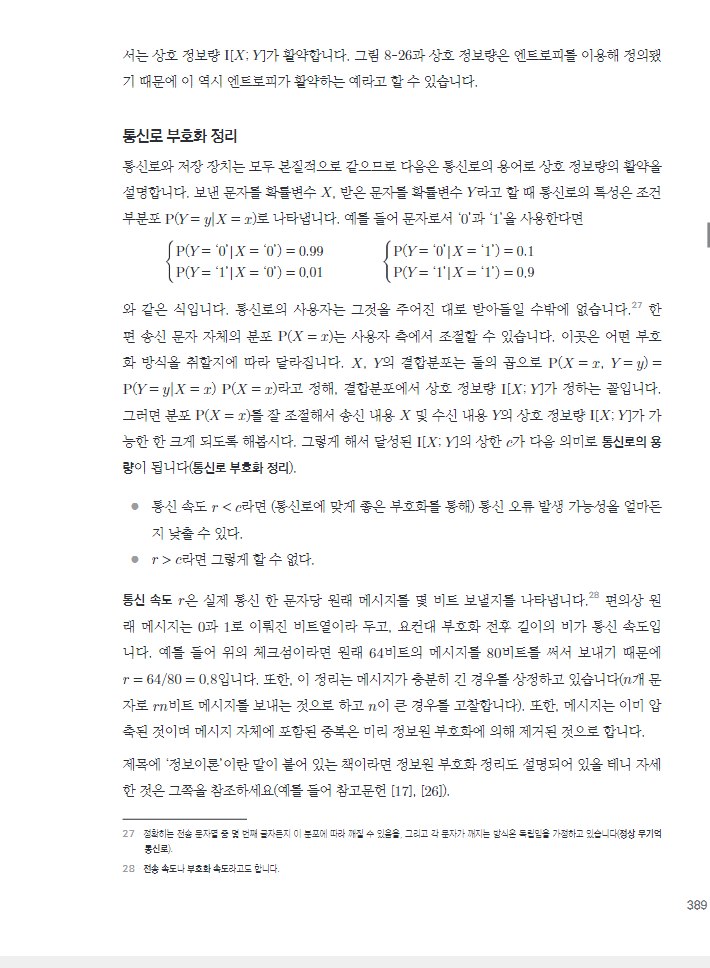 서는 상호 정보량 I[X; Y]가 활약합니다. 그림 8-26과 상호 정보량은 엔트로피를 이용해 정의됐
기 때문에 이 역시 엔트로피가 활약하는 예라고 할 수 있습니다.
통신로 부호화 정리
통신로와 저장 장치는 모두 본질적으로 같으므로 다음은 통신로의 용어로 상호 정보량의 활약을
설명합니다. 보낸 문자를 확률변수 X, 받은 문자를 확률변수 Y라고 할 때 통신로의 특성은 조건
부분포 P(Y = y|X = x)로 나타냅니다. 예를 들어 문자로서 ‘0’과 ‘1’을 사용한다면
P(Y = ‘0’|X = ‘0’) = 0.99 P(Y = ‘0’|X = ‘1’) = 0.1
P(Y = ‘1’|X = ‘0’) = 0.01 P(Y = ‘1’|X = ‘1’) = 0.9
와 같은 식입니다. 통신로의 사용자는 그것을 주어진 대로 받아들일 수밖에 없습니다.27 한
편 송신 문자 자체의 분포 P(X = x)는 사용자 측에서 조절할 수 있습니다. 이곳은 어떤 부호
화 방식을 취할지에 따라 달라집니다. X, Y의 결합분포는 둘의 곱으로 P(X = x, Y = y) =
P(Y = y|X = x) P(X = x)라고 정해, 결합분포에서 상호 정보량 I[X; Y]가 정하는 꼴입니다.
그러면 분포 P(X = x)를 잘 조절해서 송신 내용 X 및 수신 내용 Y의 상호 정보량 I[X; Y]가 가
능한 한 크게 되도록 해봅시다. 그렇게 해서 달성된 I[X; Y]의 상한 c가 다음 의미로 통신로의 용
량이 됩니다(통신로 부호화 정리).
● 통신 속도 r < c라면 (통신로에 맞게 좋은 부호화를 통해) 통신 오류 발생 가능성을 얼마든
지 낮출 수 있다.
● r > c라면 그렇게 할 수 없다.
통신 속도 r은 실제 통신 한 문자당 원래 메시지를 몇 비트 보낼지를 나타냅니다.28 편의상 원
래 메시지는 0과 1로 이뤄진 비트열이라 두고, 요컨대 부호화 전후 길이의 비가 통신 속도입
니다. 예를 들어 위의 체크섬이라면 원래 64비트의 메시지를 80비트를 써서 보내기 때문에
r = 64/80 = 0.8입니다. 또한, 이 정리는 메시지가 충분히 긴 경우를 상정하고 있습니다(n개 문
자로 rn비트 메시지를 보내는 것으로 하고 n이 큰 경우를 고찰합니다). 또한, 메시지는 이미 압
축된 것이며 메시지 자체에 포함된 중복은 미리 정보원 부호화에 의해 제거된 것으로 합니다.
제목에 ‘정보이론’이란 말이 붙어 있는 책이라면 정보원 부호화 정리도 설명되어 있을 테니 자세
한 것은 그쪽을 참조하세요(예를 들어 참고문헌 [17], [26]).
27 정확히는 전송 문자열 중 몇 번째 글자든지 이 분포에 따라 깨질 수 있음을, 그리고 각 문자가 깨지는 방식은 독립임을 가정하고 있습니다(정상 무기억
통신로).
28 전송 속도나 부호화 속도라고도 합니다.
389